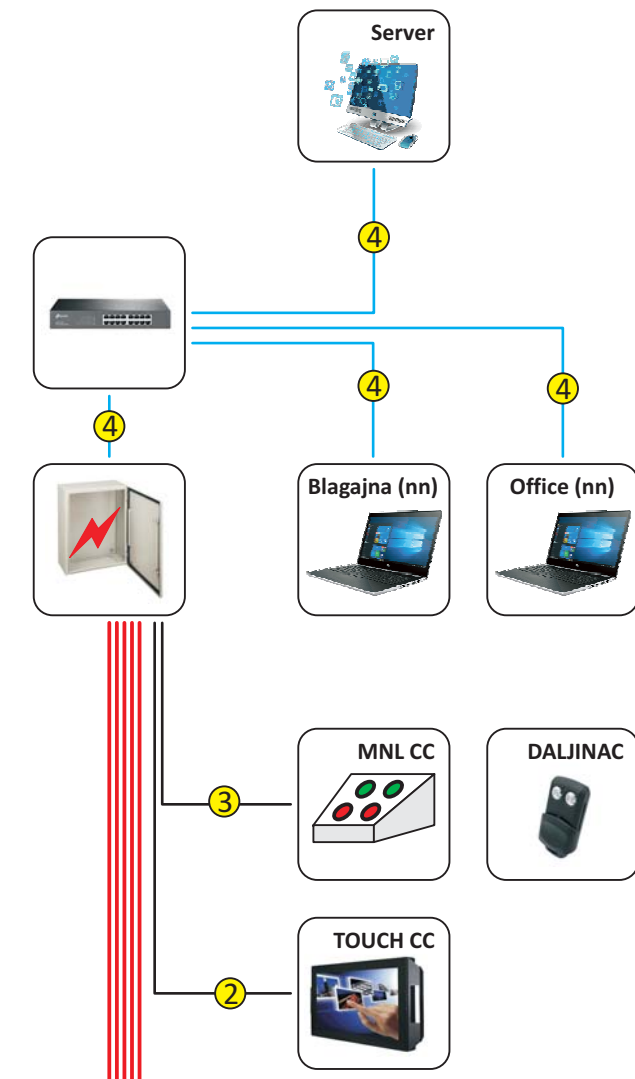 Server
4
4
4
4
Blagajna (nn)
Office (nn)
MNL CC
DALJINAC
3
TOUCH CC
2